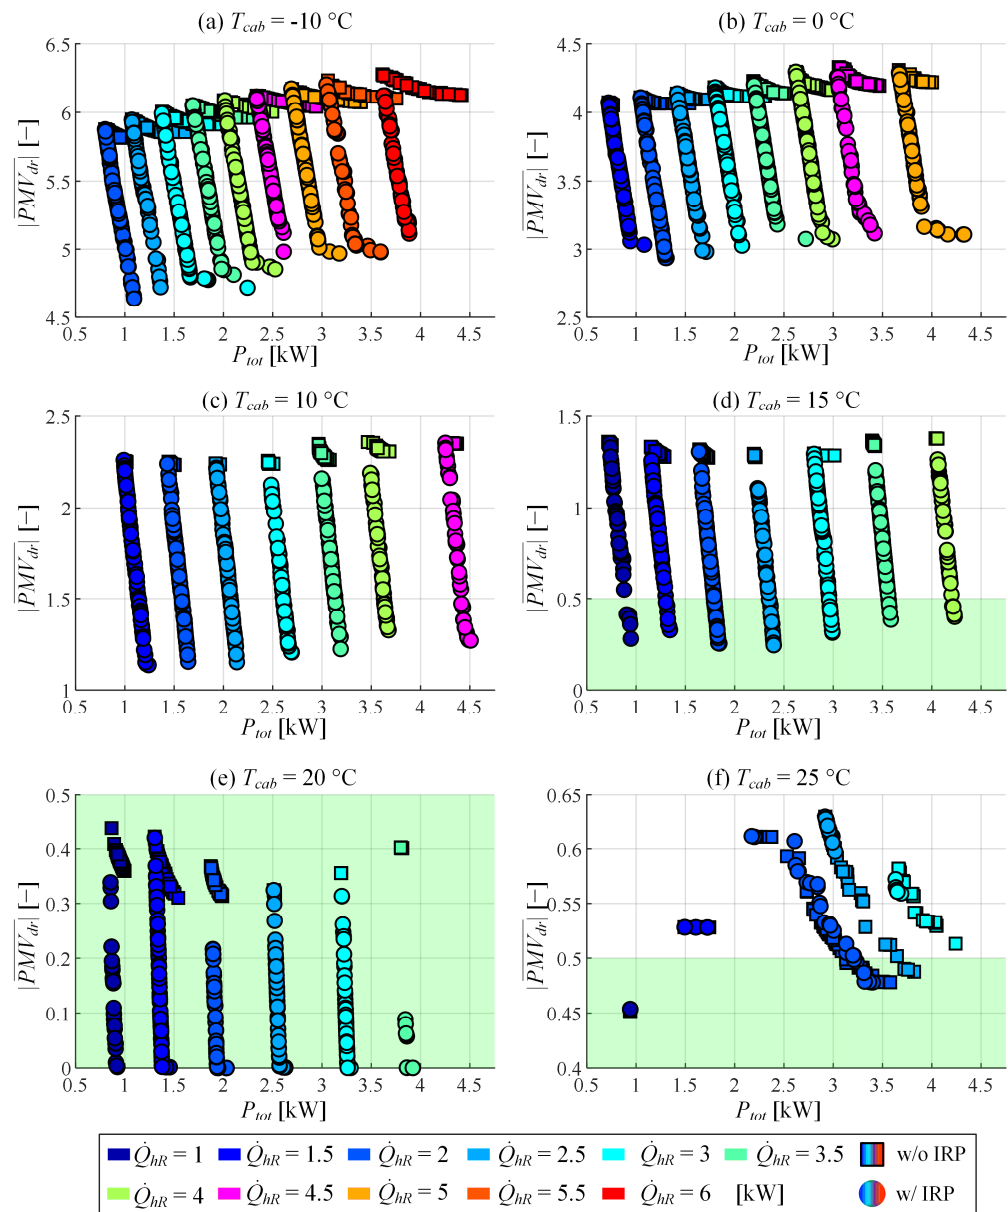 (a) T_cab = -10 °C
6.5
6
5.5
5
4.5
|PMV_dr| [−]
0.5 1 1.5 2 2.5 3 3.5 4 4.5
P_tot [kW]
(b) T_cab = 0 °C
4.5
4
3.5
3
2.5
|PMV_dr| [−]
0.5 1 1.5 2 2.5 3 3.5 4 4.5
P_tot [kW]
(c) T_cab = 10 °C
2.5
2
1.5
1
|PMV_dr| [−]
0.5 1 1.5 2 2.5 3 3.5 4 4.5
P_tot [kW]
(d) T_cab = 15 °C
1.5
1
0.5
0
|PMV_dr| [−]
0.5 1 1.5 2 2.5 3 3.5 4 4.5
P_tot [kW]
(e) T_cab = 20 °C
0.5
0.4
0.3
0.2
0.1
0
|PMV_dr| [−]
0.5 1 1.5 2 2.5 3 3.5 4 4.5
P_tot [kW]
(f) T_cab = 25 °C
0.65
0.6
0.55
0.5
0.45
0.4
|PMV_dr| [−]
0.5 1 1.5 2 2.5 3 3.5 4 4.5
P_tot [kW]
Q̇_hR = 1 Q̇_hR = 1.5 Q̇_hR = 2 Q̇_hR = 2.5 Q̇_hR = 3 Q̇_hR = 3.5 w/o IRP
Q̇_hR = 4 Q̇_hR = 4.5 Q̇_hR = 5 Q̇_hR = 5.5 Q̇_hR = 6 [kW] w/ IRP